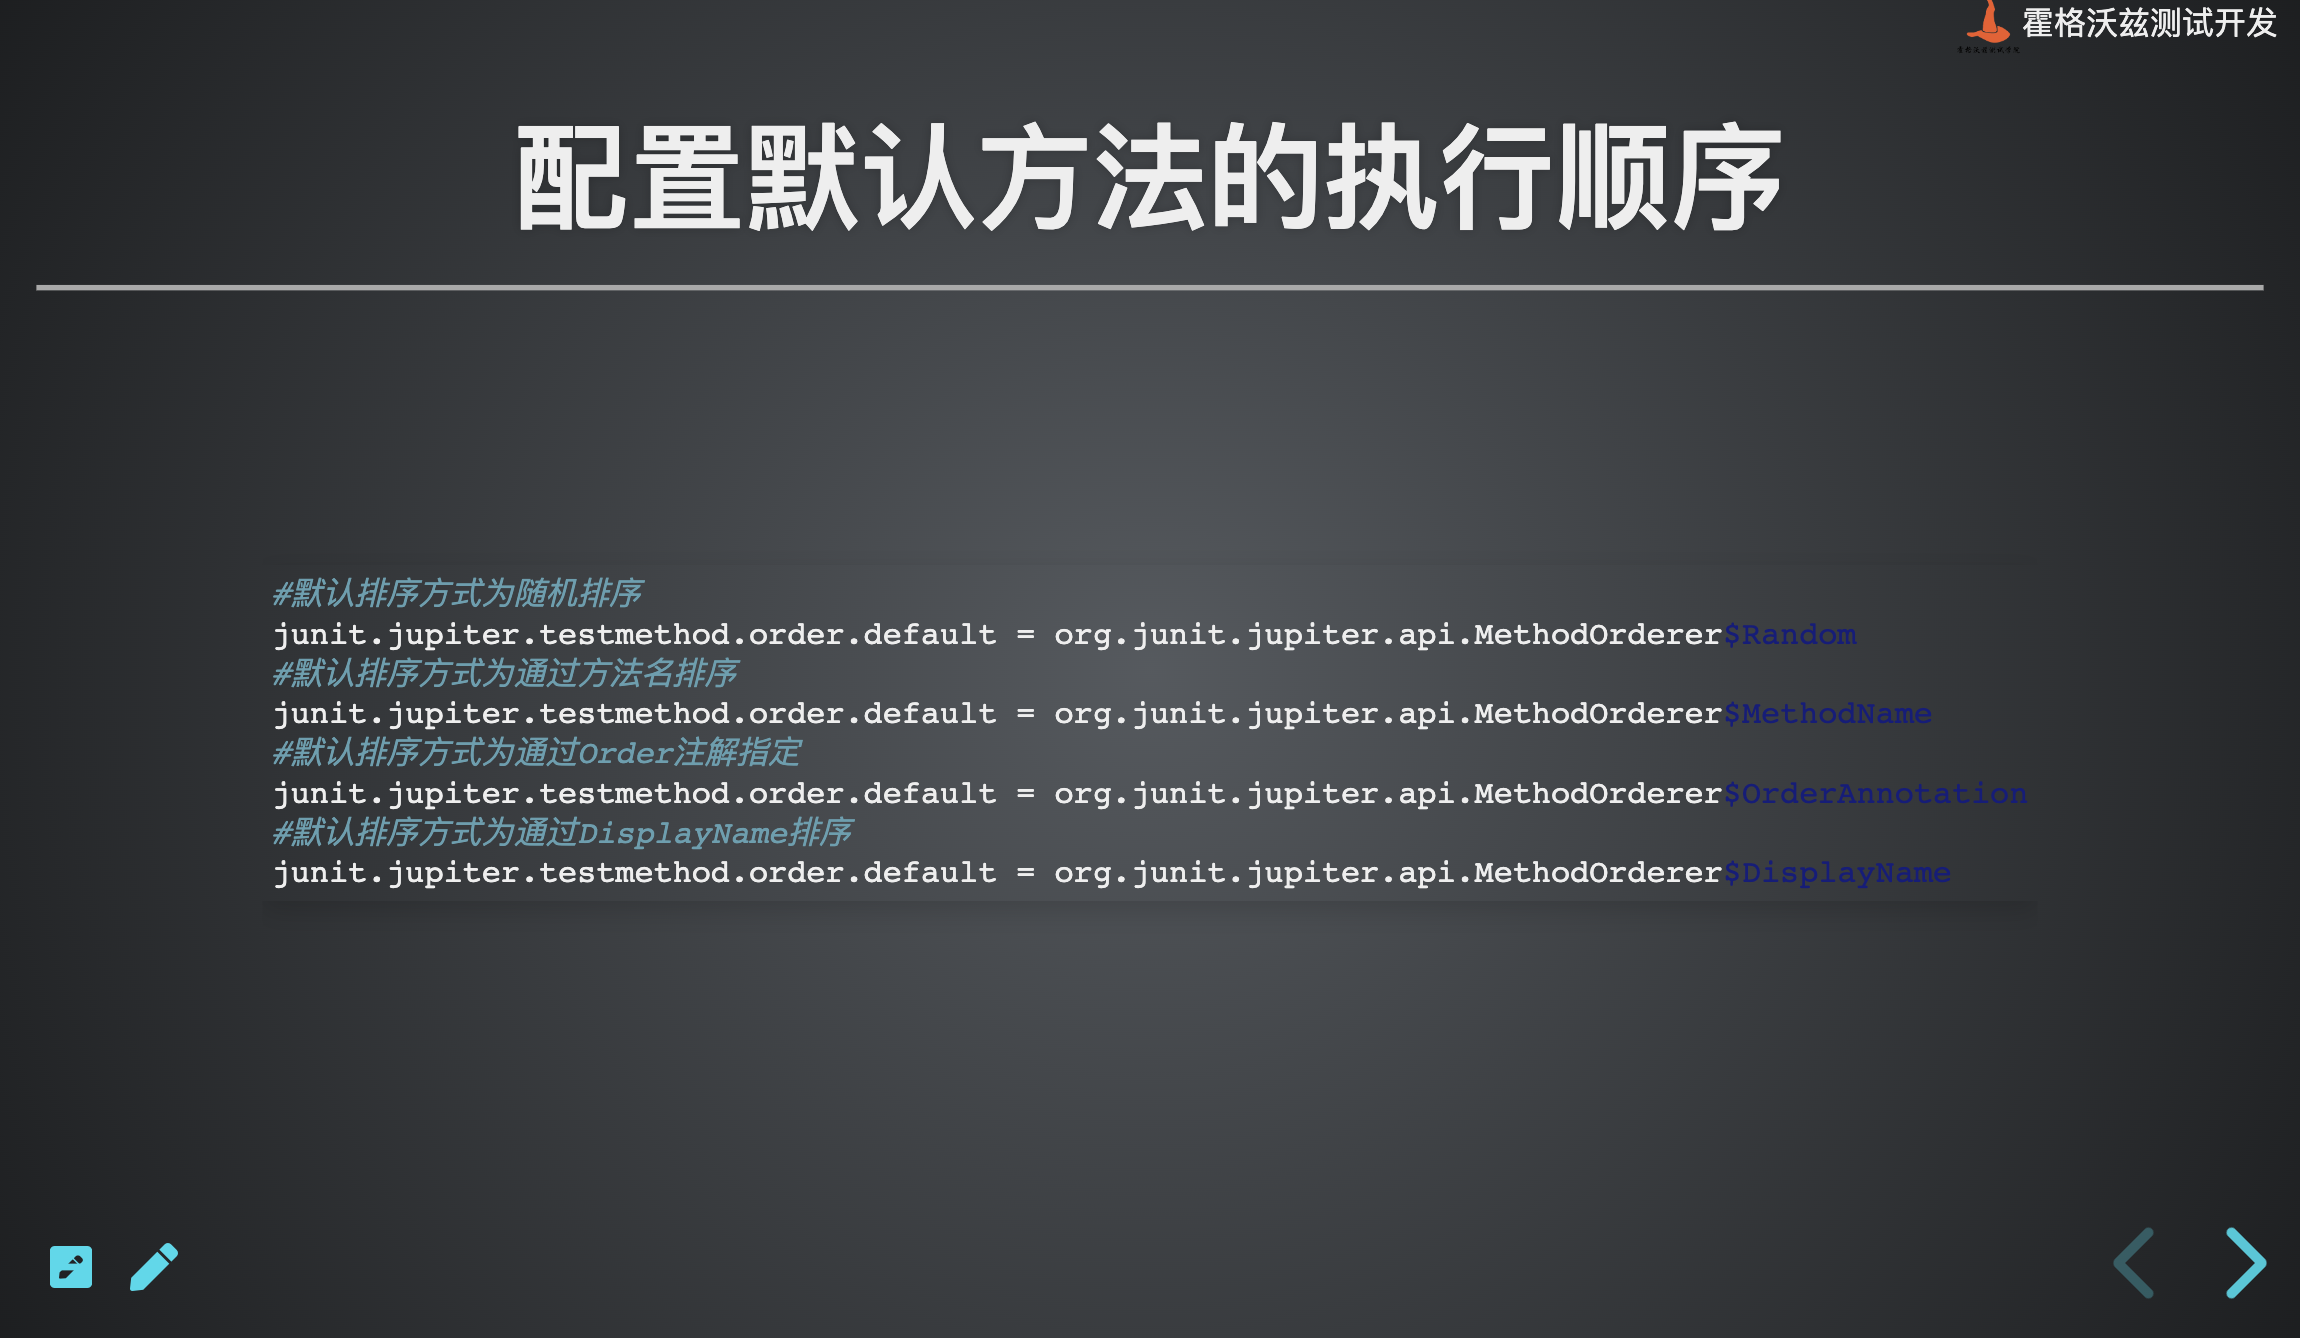 霍格沃兹测试开发
配置默认方法的执行顺序
#默认排序方式为随机排序
junit.jupiter.testmethod.order.default = org.junit.jupiter.api.MethodOrderer$Random
#默认排序方式为通过方法名排序
junit.jupiter.testmethod.order.default = org.junit.jupiter.api.MethodOrderer$MethodName
#默认排序方式为通过Order注解指定
junit.jupiter.testmethod.order.default = org.junit.jupiter.api.MethodOrderer$OrderAnnotation
#默认排序方式为通过DisplayName排序
junit.jupiter.testmethod.order.default = org.junit.jupiter.api.MethodOrderer$DisplayName